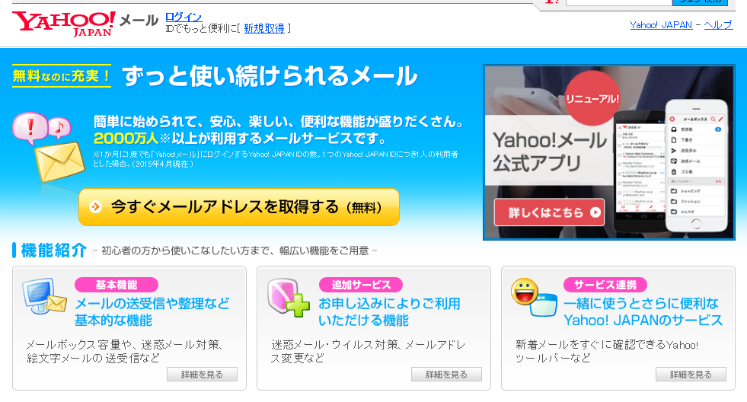 YAHOO! JAPAN メール
ログイン
IDでもっと便利に[ 新規取得 ]
Yahoo! JAPAN - ヘルプ
無料なのに充実！ ずっと使い続けられるメール
簡単に始められて、安心、楽しい、便利な機能が盛りだくさん。
2000万人※以上が利用するメールサービスです。
※1か月に1度でも「Yahoo!メール」にログインするYahoo! JAPAN IDの数。1つのYahoo! JAPAN IDにつき1人の利用者
とした場合。（2015年4月現在）
今すぐメールアドレスを取得する（無料）
リニューアル!
Yahoo!メール
公式アプリ
詳しくはこちら
メールボックス
機能紹介 - 初心者の方から使いこなしたい方まで、幅広い機能をご用意 -
基本機能
メールの送受信や整理など
基本的な機能
メールボックス容量や、迷惑メール対策、
絵文字メールの送受信など
詳細を見る
追加サービス
お申し込みによりご利用
いただける機能
迷惑メール・ウイルス対策、メールアドレ
ス変更など
詳細を見る
サービス連携
一緒に使うとさらに便利な
Yahoo! JAPANのサービス
新着メールをすぐに確認できるYahoo!
ツールバーなど
詳細を見る